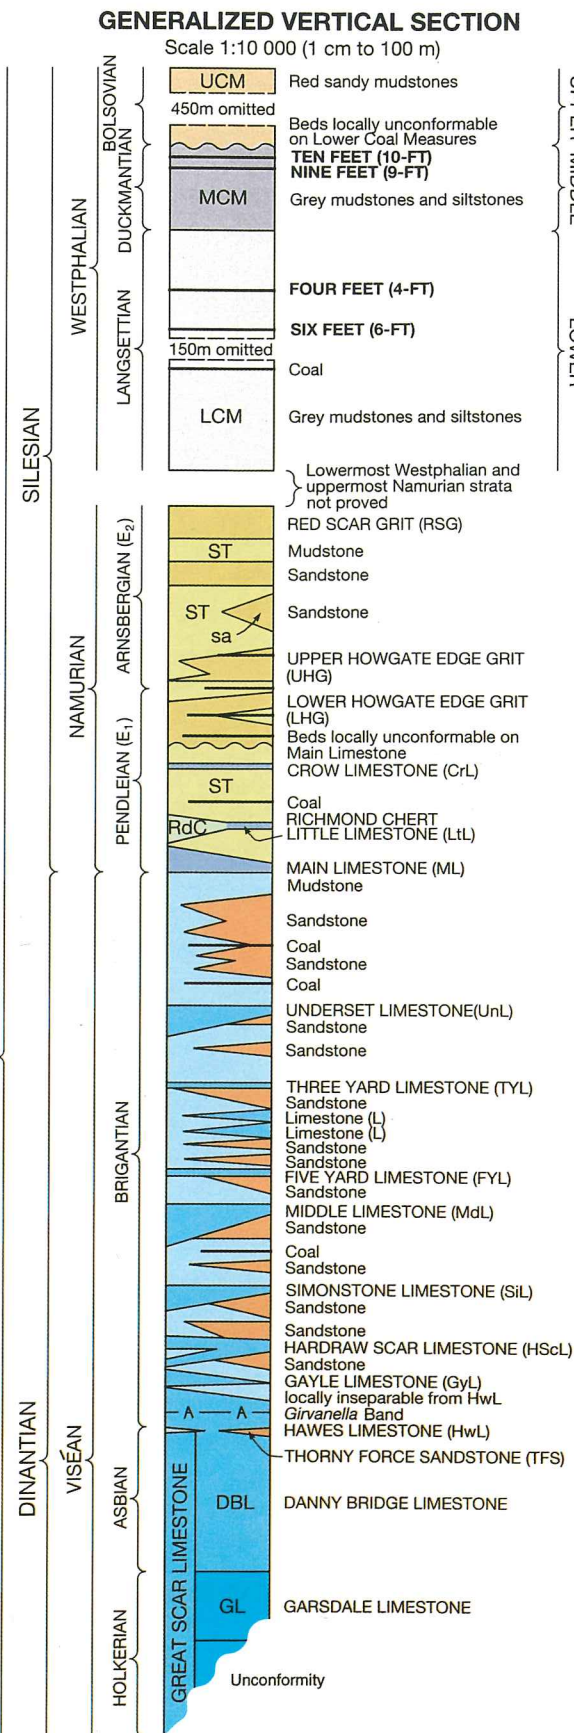 GENERALIZED VERTICAL SECTION
Scale 1:10 000 (1 cm to 100 m)
SILESIAN
DINANTIAN
WESTPHALIAN
NAMURIAN
VISÉAN
BOLSOVIAN
DUCKMANTIAN
LANGSETTIAN
ARNSBERGIAN (E2)
PENDLEIAN (E1)
BRIGANTIAN
ASBIAN
HOLKERIAN
UCM
Red sandy mudstones
450m omitted
Beds locally unconformable
on Lower Coal Measures
TEN FEET (10-FT)
NINE FEET (9-FT)
MCM
Grey mudstones and siltstones
FOUR FEET (4-FT)
SIX FEET (6-FT)
150m omitted
Coal
LCM
Grey mudstones and siltstones
Lowermost Westphalian and
uppermost Namurian strata
not proved
RED SCAR GRIT (RSG)
ST
Mudstone
Sandstone
ST
sa
Sandstone
UPPER HOWGATE EDGE GRIT
(UHG)
LOWER HOWGATE EDGE GRIT
(LHG)
Beds locally unconformable on
Main Limestone
CROW LIMESTONE (CrL)
ST
Coal
RdC
RICHMOND CHERT
LITTLE LIMESTONE (LtL)
MAIN LIMESTONE (ML)
Mudstone
Sandstone
Coal
Sandstone
Coal
UNDERSET LIMESTONE(UnL)
Sandstone
Sandstone
THREE YARD LIMESTONE (TYL)
Sandstone
Limestone (L)
Limestone (L)
Sandstone
Sandstone
FIVE YARD LIMESTONE (FYL)
Sandstone
MIDDLE LIMESTONE (MdL)
Sandstone
Coal
Sandstone
SIMONSTONE LIMESTONE (SiL)
Sandstone
Sandstone
HARDRAW SCAR LIMESTONE (HScL)
Sandstone
GAYLE LIMESTONE (GyL)
locally inseparable from HwL
A A
Girvanella Band
HAWES LIMESTONE (HwL)
THORNY FORCE SANDSTONE (TFS)
GREAT SCAR LIMESTONE
DBL
DANNY BRIDGE LIMESTONE
GL
GARSDALE LIMESTONE
Unconformity